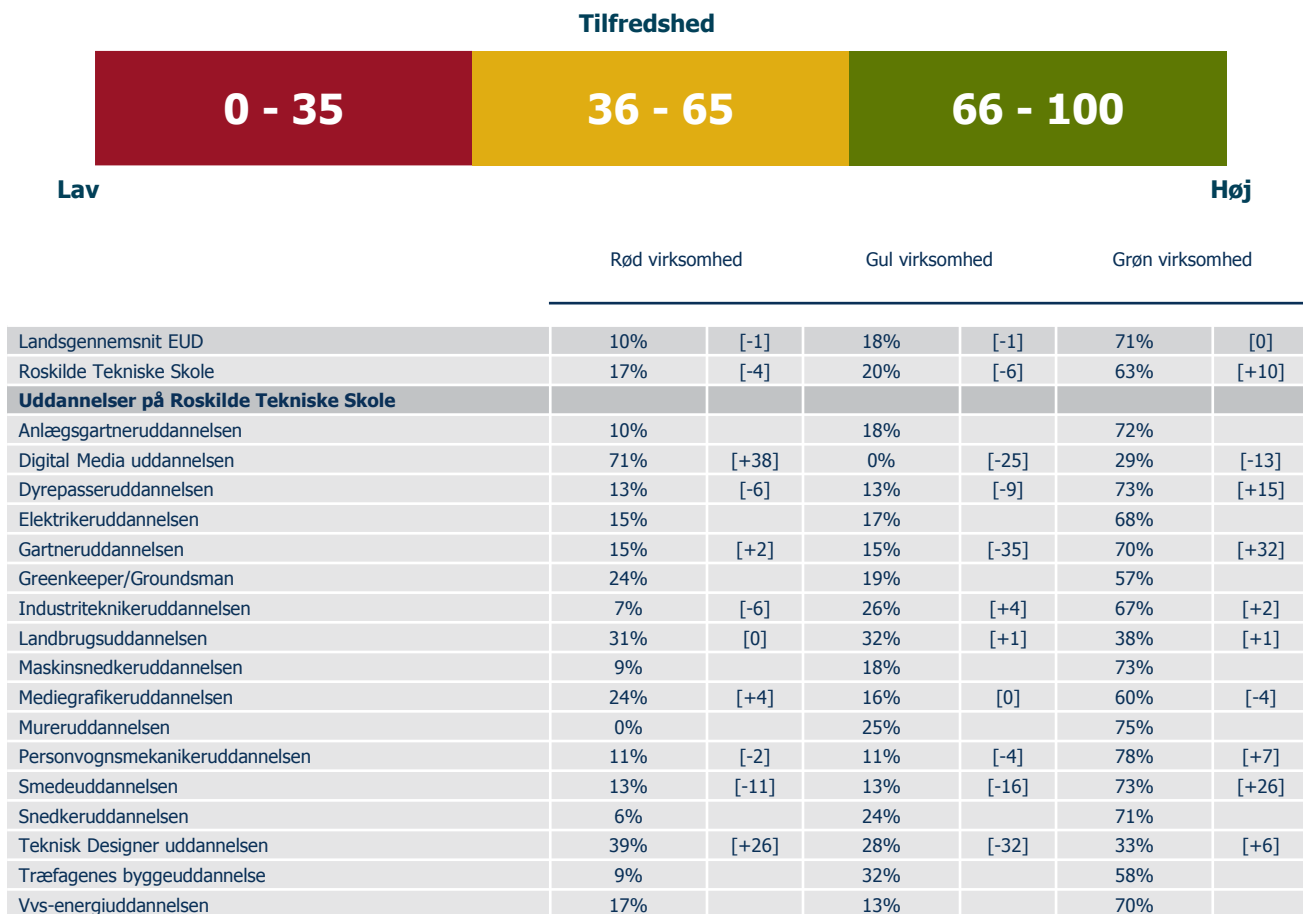 Tilfredshed
0 - 35 36 - 65 66 - 100
Lav Høj
Rød virksomhed Gul virksomhed Grøn virksomhed
Landsgennemsnit EUD 10% [-1] 18% [-1] 71% [0]
Roskilde Tekniske Skole 17% [-4] 20% [-6] 63% [+10]
Uddannelser på Roskilde Tekniske Skole
Anlægsgartneruddannelsen 10% 18% 72%
Digital Media uddannelsen 71% [+38] 0% [-25] 29% [-13]
Dyrepasseruddannelsen 13% [-6] 13% [-9] 73% [+15]
Elektrikeruddannelsen 15% 17% 68%
Gartneruddannelsen 15% [+2] 15% [-35] 70% [+32]
Greenkeeper/Groundsman 24% 19% 57%
Industriteknikeruddannelsen 7% [-6] 26% [+4] 67% [+2]
Landbrugsuddannelsen 31% [0] 32% [+1] 38% [+1]
Maskinsnedkeruddannelsen 9% 18% 73%
Mediegrafikeruddannelsen 24% [+4] 16% [0] 60% [-4]
Mureruddannelsen 0% 25% 75%
Personvognsmekanikeruddannelsen 11% [-2] 11% [-4] 78% [+7]
Smedeuddannelsen 13% [-11] 13% [-16] 73% [+26]
Snedkeruddannelsen 6% 24% 71%
Teknisk Designer uddannelsen 39% [+26] 28% [-32] 33% [+6]
Træfagenes byggeuddannelse 9% 32% 58%
Vvs-energiuddannelsen 17% 13% 70%